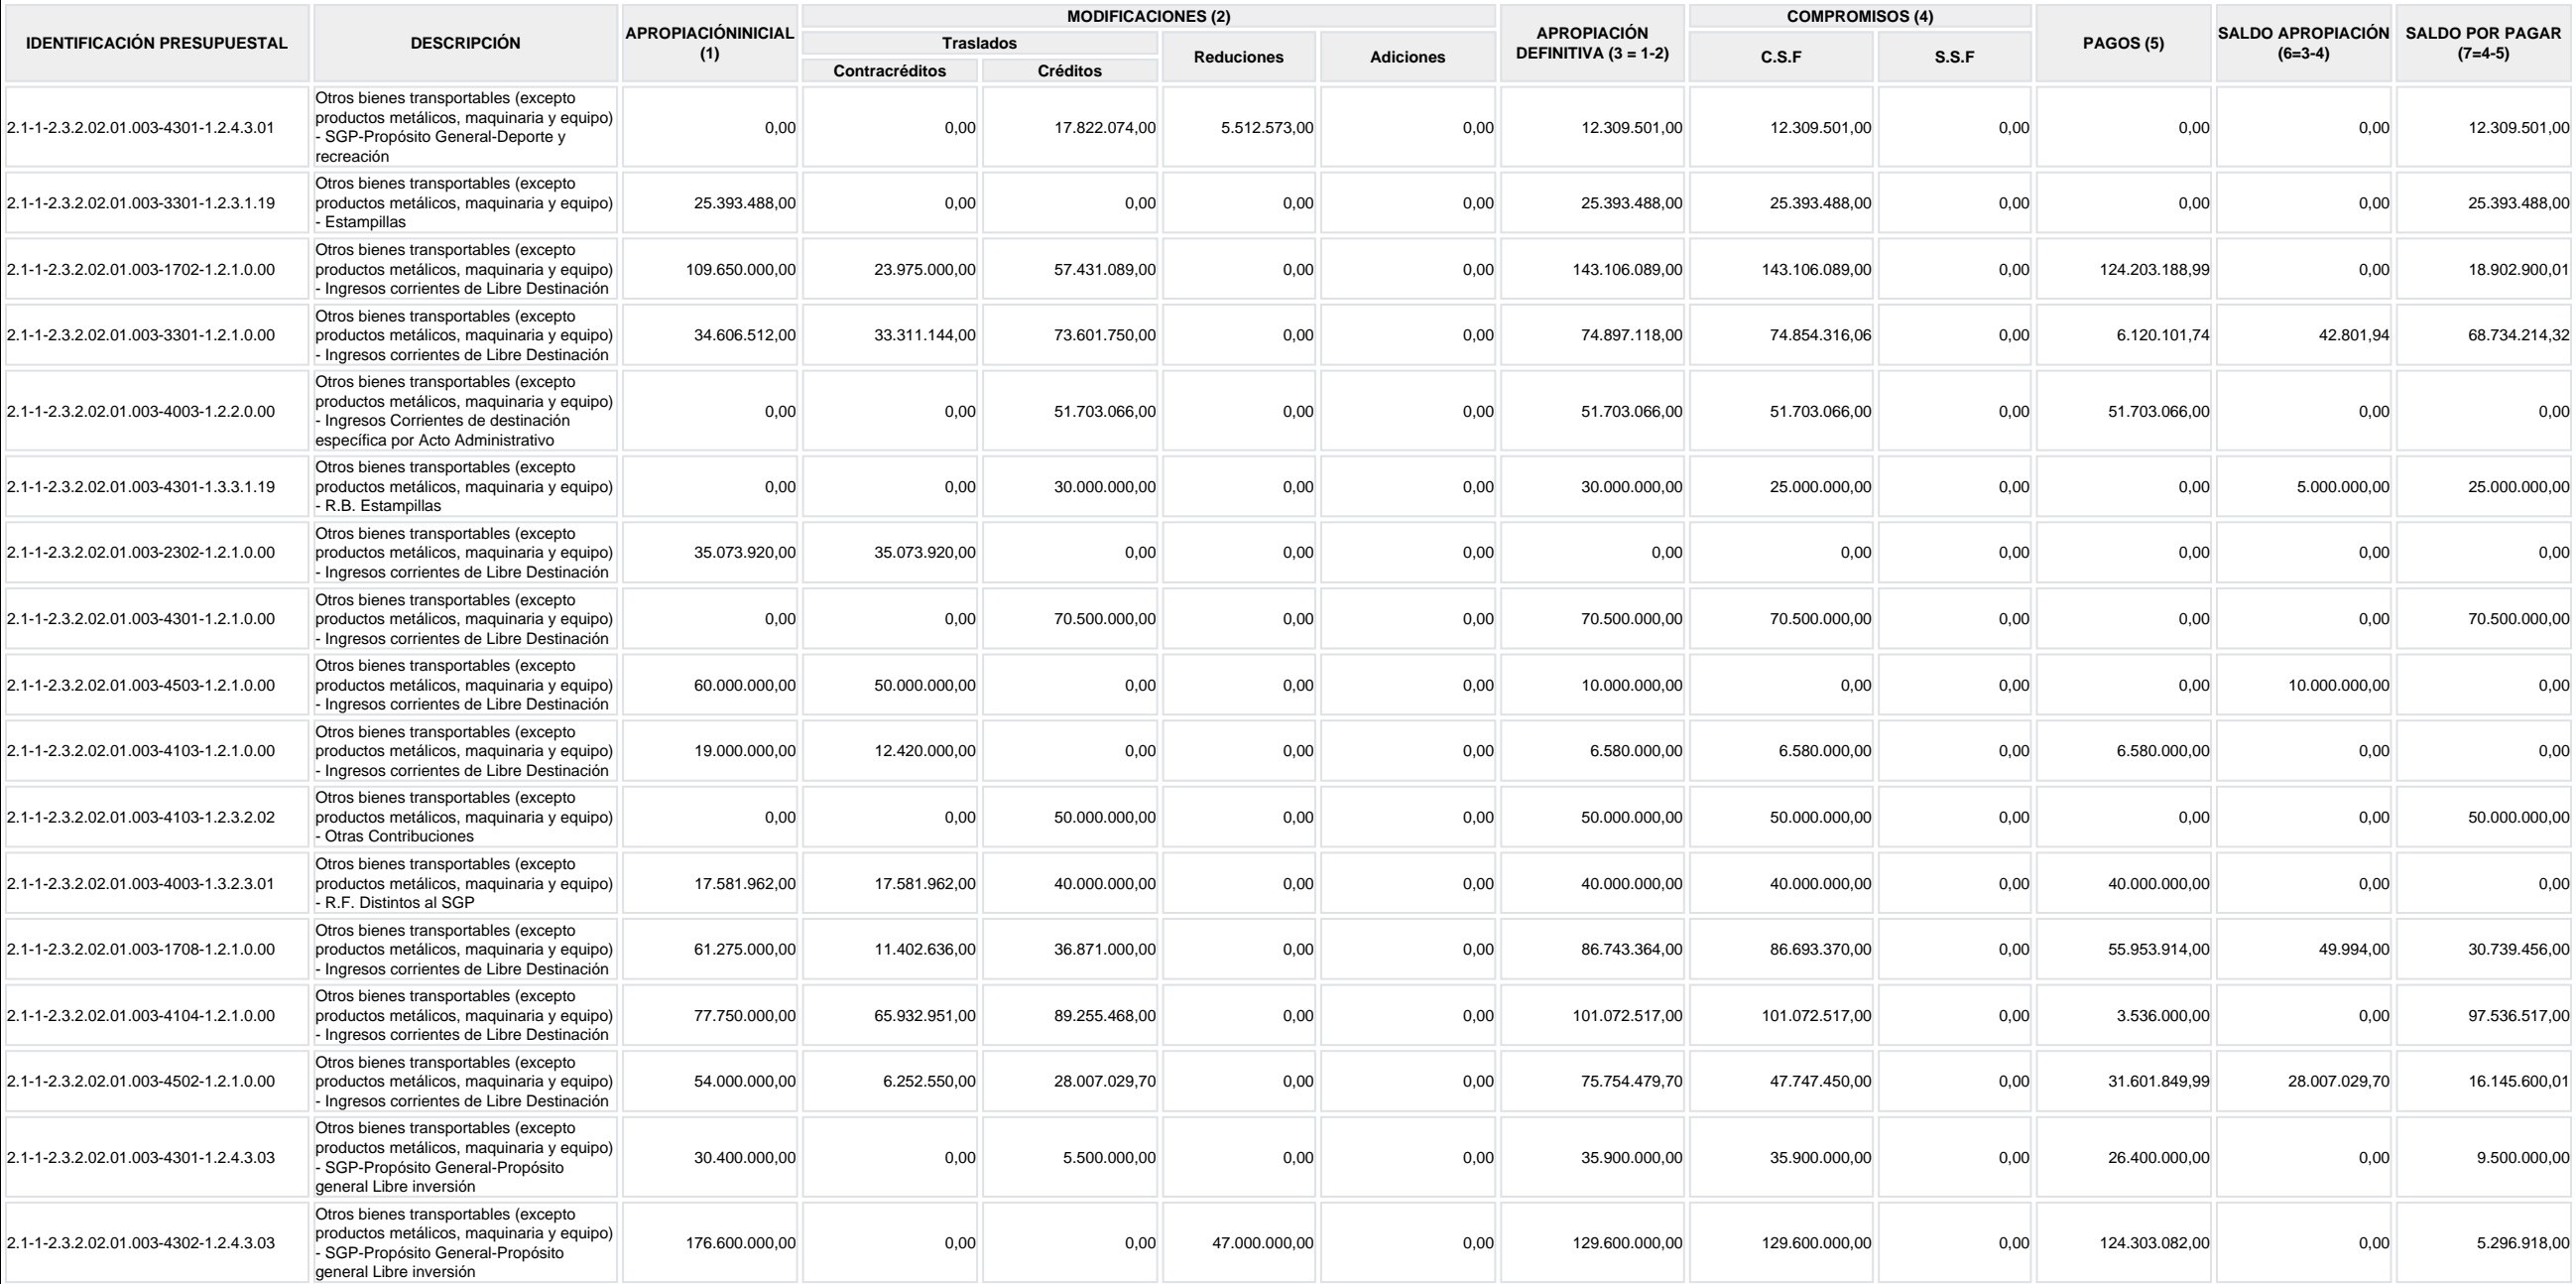 IDENTIFICACIÓN PRESUPUESTAL DESCRIPCIÓN APROPIACIÓNINICIAL (1) MODIFICACIONES (2) APROPIACIÓN DEFINITIVA (3 = 1-2) COMPROMISOS (4) PAGOS (5) SALDO APROPIACIÓN (6=3-4) SALDO POR PAGAR (7=4-5)
Traslados Reduciones Adiciones C.S.F S.S.F
Contracréditos Créditos
Otros bienes transportables (excepto
productos metálicos, maquinaria y equipo)
2.1-1-2.3.2.02.01.003-4301-1.2.4.3.01 0,00 0,00 17.822.074,00 5.512.573,00 0,00 12.309.501,00 12.309.501,00 0,00 0,00 0,00 12.309.501,00
- SGP-Propósito General-Deporte y
recreación
Otros bienes transportables (excepto
2.1-1-2.3.2.02.01.003-3301-1.2.3.1.19 productos metálicos, maquinaria y equipo) 25.393.488,00 0,00 0,00 0,00 0,00 25.393.488,00 25.393.488,00 0,00 0,00 0,00 25.393.488,00
- Estampillas
Otros bienes transportables (excepto
2.1-1-2.3.2.02.01.003-1702-1.2.1.0.00 productos metálicos, maquinaria y equipo) 109.650.000,00 23.975.000,00 57.431.089,00 0,00 0,00 143.106.089,00 143.106.089,00 0,00 124.203.188,99 0,00 18.902.900,01
- Ingresos corrientes de Libre Destinación
Otros bienes transportables (excepto
2.1-1-2.3.2.02.01.003-3301-1.2.1.0.00 productos metálicos, maquinaria y equipo) 34.606.512,00 33.311.144,00 73.601.750,00 0,00 0,00 74.897.118,00 74.854.316,06 0,00 6.120.101,74 42.801,94 68.734.214,32
- Ingresos corrientes de Libre Destinación
Otros bienes transportables (excepto
productos metálicos, maquinaria y equipo)
2.1-1-2.3.2.02.01.003-4003-1.2.2.0.00 0,00 0,00 51.703.066,00 0,00 0,00 51.703.066,00 51.703.066,00 0,00 51.703.066,00 0,00 0,00
- Ingresos Corrientes de destinación
específica por Acto Administrativo
Otros bienes transportables (excepto
2.1-1-2.3.2.02.01.003-4301-1.3.3.1.19 productos metálicos, maquinaria y equipo) 0,00 0,00 30.000.000,00 0,00 0,00 30.000.000,00 25.000.000,00 0,00 0,00 5.000.000,00 25.000.000,00
- R.B. Estampillas
Otros bienes transportables (excepto
2.1-1-2.3.2.02.01.003-2302-1.2.1.0.00 productos metálicos, maquinaria y equipo) 35.073.920,00 35.073.920,00 0,00 0,00 0,00 0,00 0,00 0,00 0,00 0,00 0,00
- Ingresos corrientes de Libre Destinación
Otros bienes transportables (excepto
2.1-1-2.3.2.02.01.003-4301-1.2.1.0.00 productos metálicos, maquinaria y equipo) 0,00 0,00 70.500.000,00 0,00 0,00 70.500.000,00 70.500.000,00 0,00 0,00 0,00 70.500.000,00
- Ingresos corrientes de Libre Destinación
Otros bienes transportables (excepto
2.1-1-2.3.2.02.01.003-4503-1.2.1.0.00 productos metálicos, maquinaria y equipo) 60.000.000,00 50.000.000,00 0,00 0,00 0,00 10.000.000,00 0,00 0,00 0,00 10.000.000,00 0,00
- Ingresos corrientes de Libre Destinación
Otros bienes transportables (excepto
2.1-1-2.3.2.02.01.003-4103-1.2.1.0.00 productos metálicos, maquinaria y equipo) 19.000.000,00 12.420.000,00 0,00 0,00 0,00 6.580.000,00 6.580.000,00 0,00 6.580.000,00 0,00 0,00
- Ingresos corrientes de Libre Destinación
Otros bienes transportables (excepto
2.1-1-2.3.2.02.01.003-4103-1.2.3.2.02 productos metálicos, maquinaria y equipo) 0,00 0,00 50.000.000,00 0,00 0,00 50.000.000,00 50.000.000,00 0,00 0,00 0,00 50.000.000,00
- Otras Contribuciones
Otros bienes transportables (excepto
2.1-1-2.3.2.02.01.003-4003-1.3.2.3.01 productos metálicos, maquinaria y equipo) 17.581.962,00 17.581.962,00 40.000.000,00 0,00 0,00 40.000.000,00 40.000.000,00 0,00 40.000.000,00 0,00 0,00
- R.F. Distintos al SGP
Otros bienes transportables (excepto
2.1-1-2.3.2.02.01.003-1708-1.2.1.0.00 productos metálicos, maquinaria y equipo) 61.275.000,00 11.402.636,00 36.871.000,00 0,00 0,00 86.743.364,00 86.693.370,00 0,00 55.953.914,00 49.994,00 30.739.456,00
- Ingresos corrientes de Libre Destinación
Otros bienes transportables (excepto
2.1-1-2.3.2.02.01.003-4104-1.2.1.0.00 productos metálicos, maquinaria y equipo) 77.750.000,00 65.932.951,00 89.255.468,00 0,00 0,00 101.072.517,00 101.072.517,00 0,00 3.536.000,00 0,00 97.536.517,00
- Ingresos corrientes de Libre Destinación
Otros bienes transportables (excepto
2.1-1-2.3.2.02.01.003-4502-1.2.1.0.00 productos metálicos, maquinaria y equipo) 54.000.000,00 6.252.550,00 28.007.029,70 0,00 0,00 75.754.479,70 47.747.450,00 0,00 31.601.849,99 28.007.029,70 16.145.600,01
- Ingresos corrientes de Libre Destinación
Otros bienes transportables (excepto
productos metálicos, maquinaria y equipo)
2.1-1-2.3.2.02.01.003-4301-1.2.4.3.03 30.400.000,00 0,00 5.500.000,00 0,00 0,00 35.900.000,00 35.900.000,00 0,00 26.400.000,00 0,00 9.500.000,00
- SGP-Propósito General-Propósito
general Libre inversión
Otros bienes transportables (excepto
productos metálicos, maquinaria y equipo)
2.1-1-2.3.2.02.01.003-4302-1.2.4.3.03 176.600.000,00 0,00 0,00 47.000.000,00 0,00 129.600.000,00 129.600.000,00 0,00 124.303.082,00 0,00 5.296.918,00
- SGP-Propósito General-Propósito
general Libre inversión